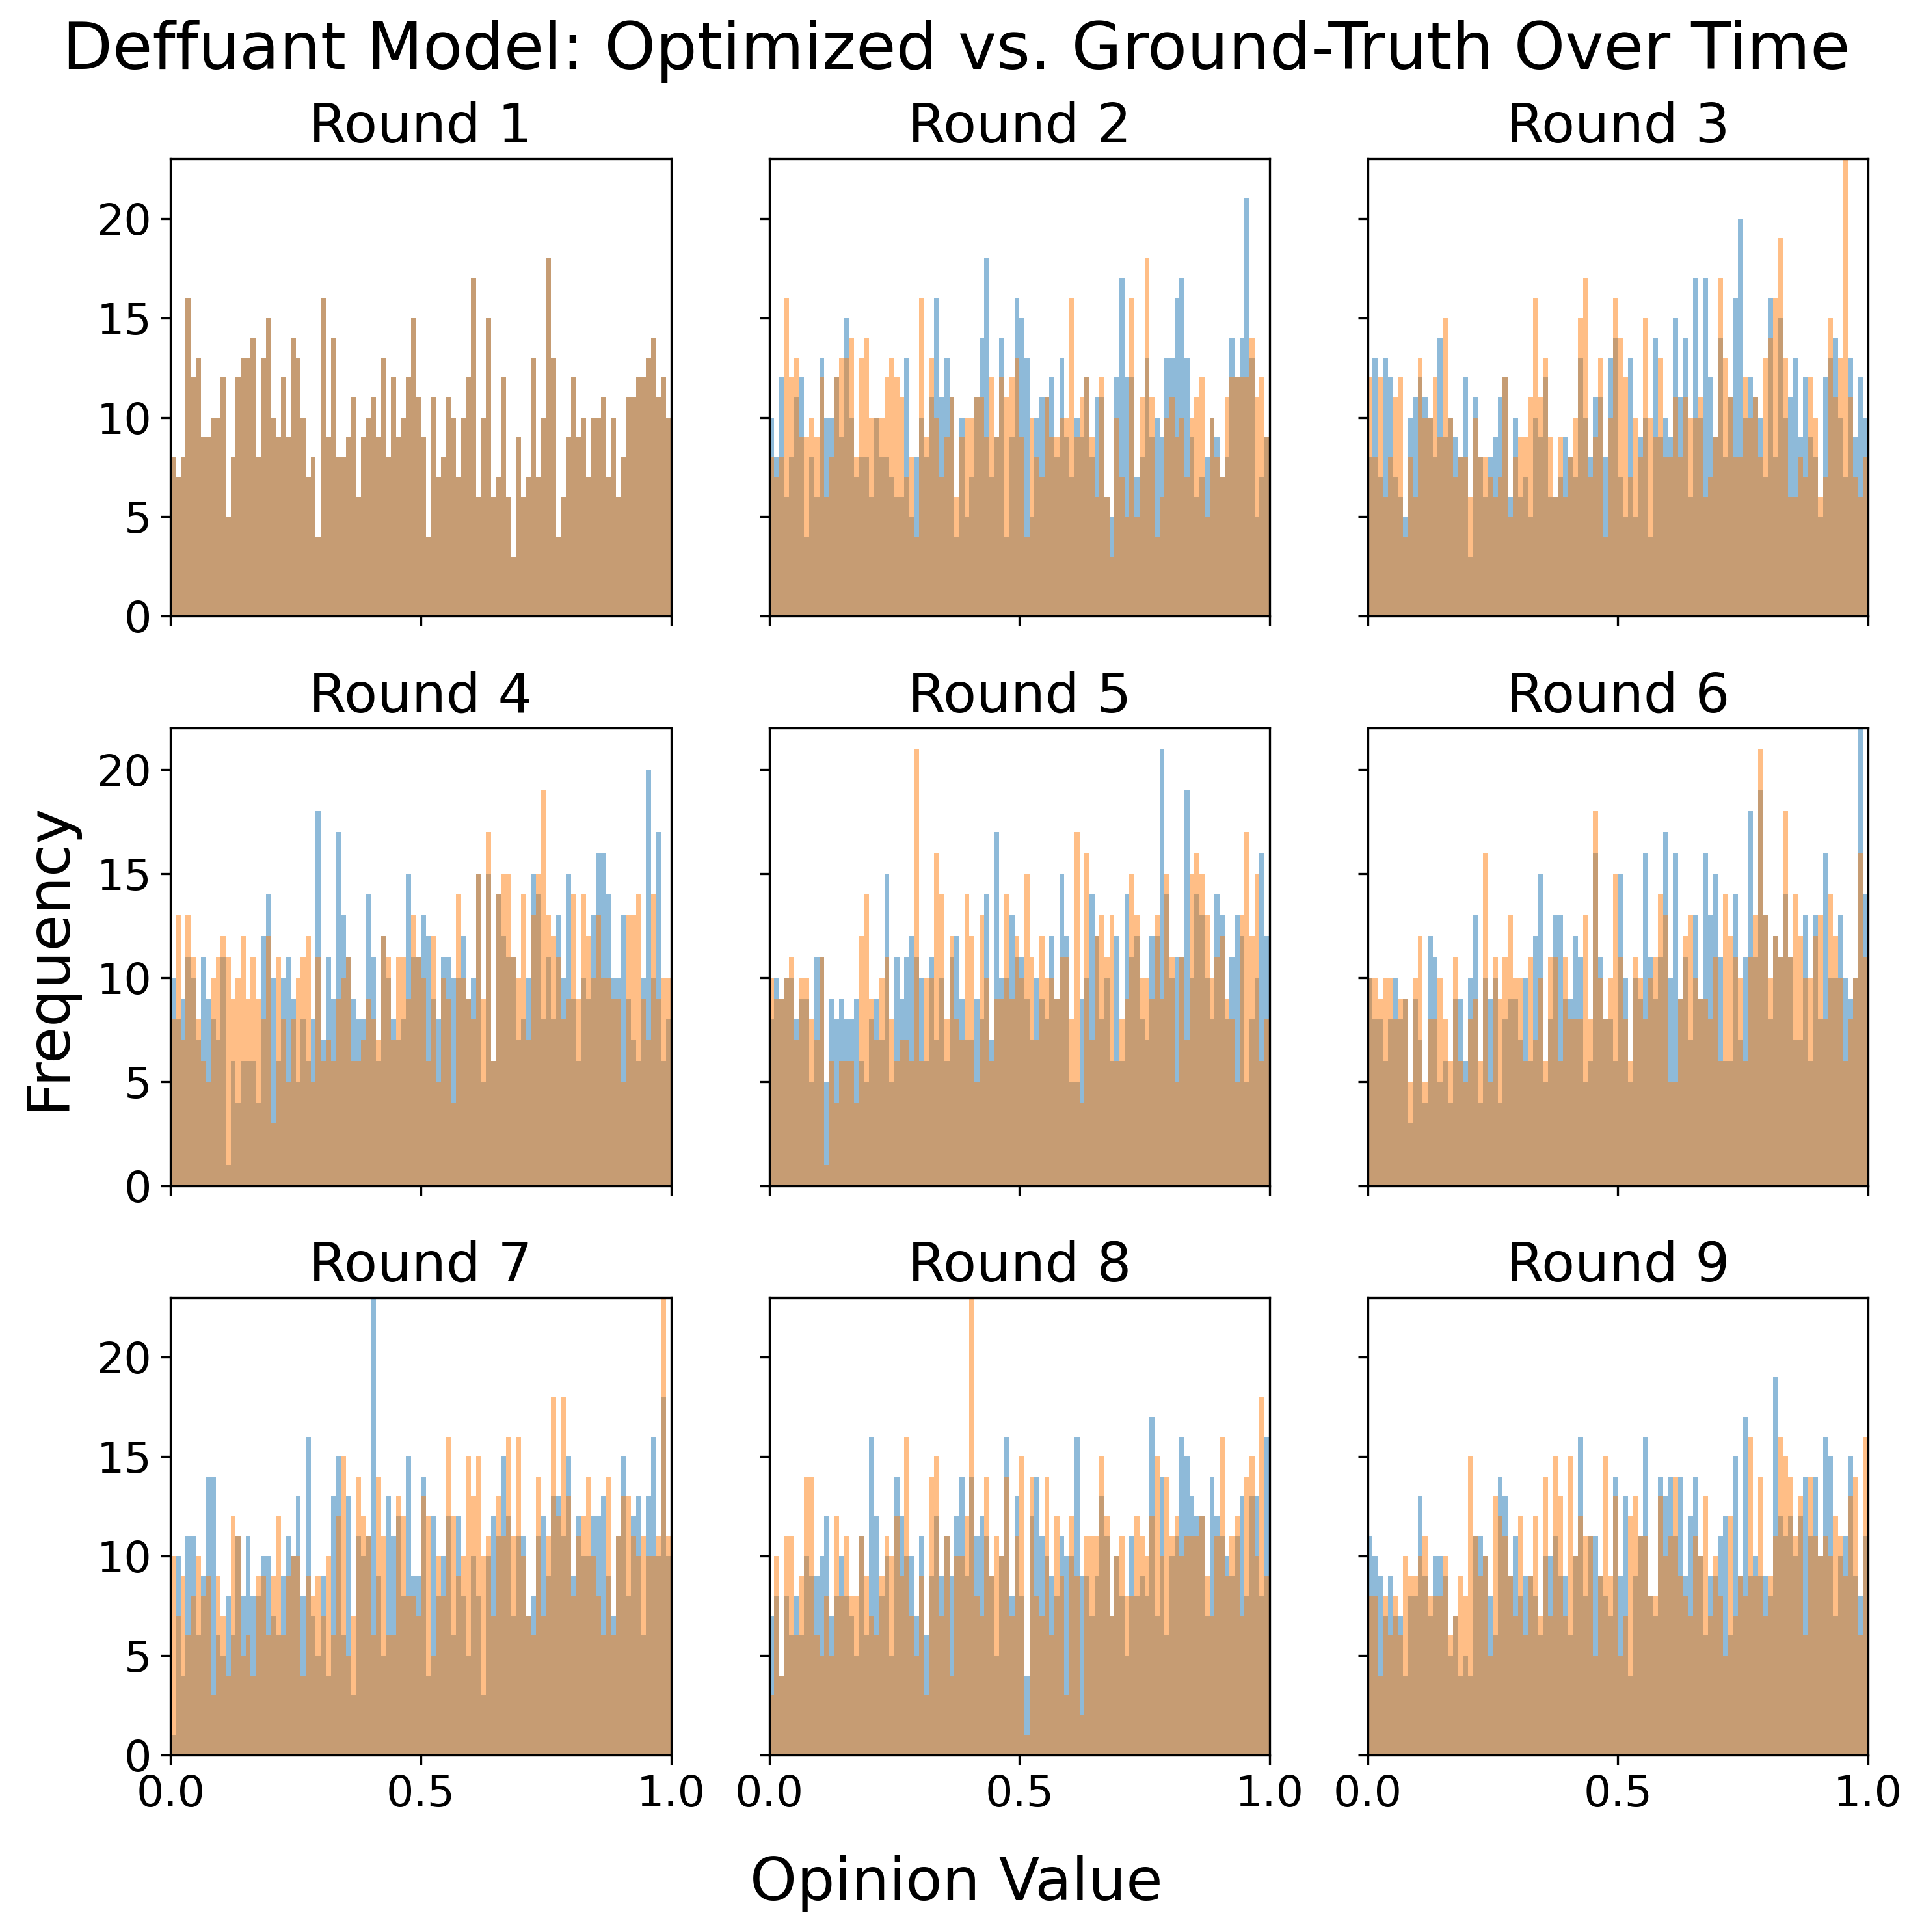 Deffuant Model: Optimized vs. Ground-Truth Over Time
Round 1
Round 2
Round 3
20
15
10
5
0
Round 4
Round 5
Round 6
20
15
10
5
0
Frequency
Round 7
Round 8
Round 9
20
15
10
5
0
0.0 0.5 1.0 0.0 0.5 1.0 0.0 0.5 1.0
Opinion Value